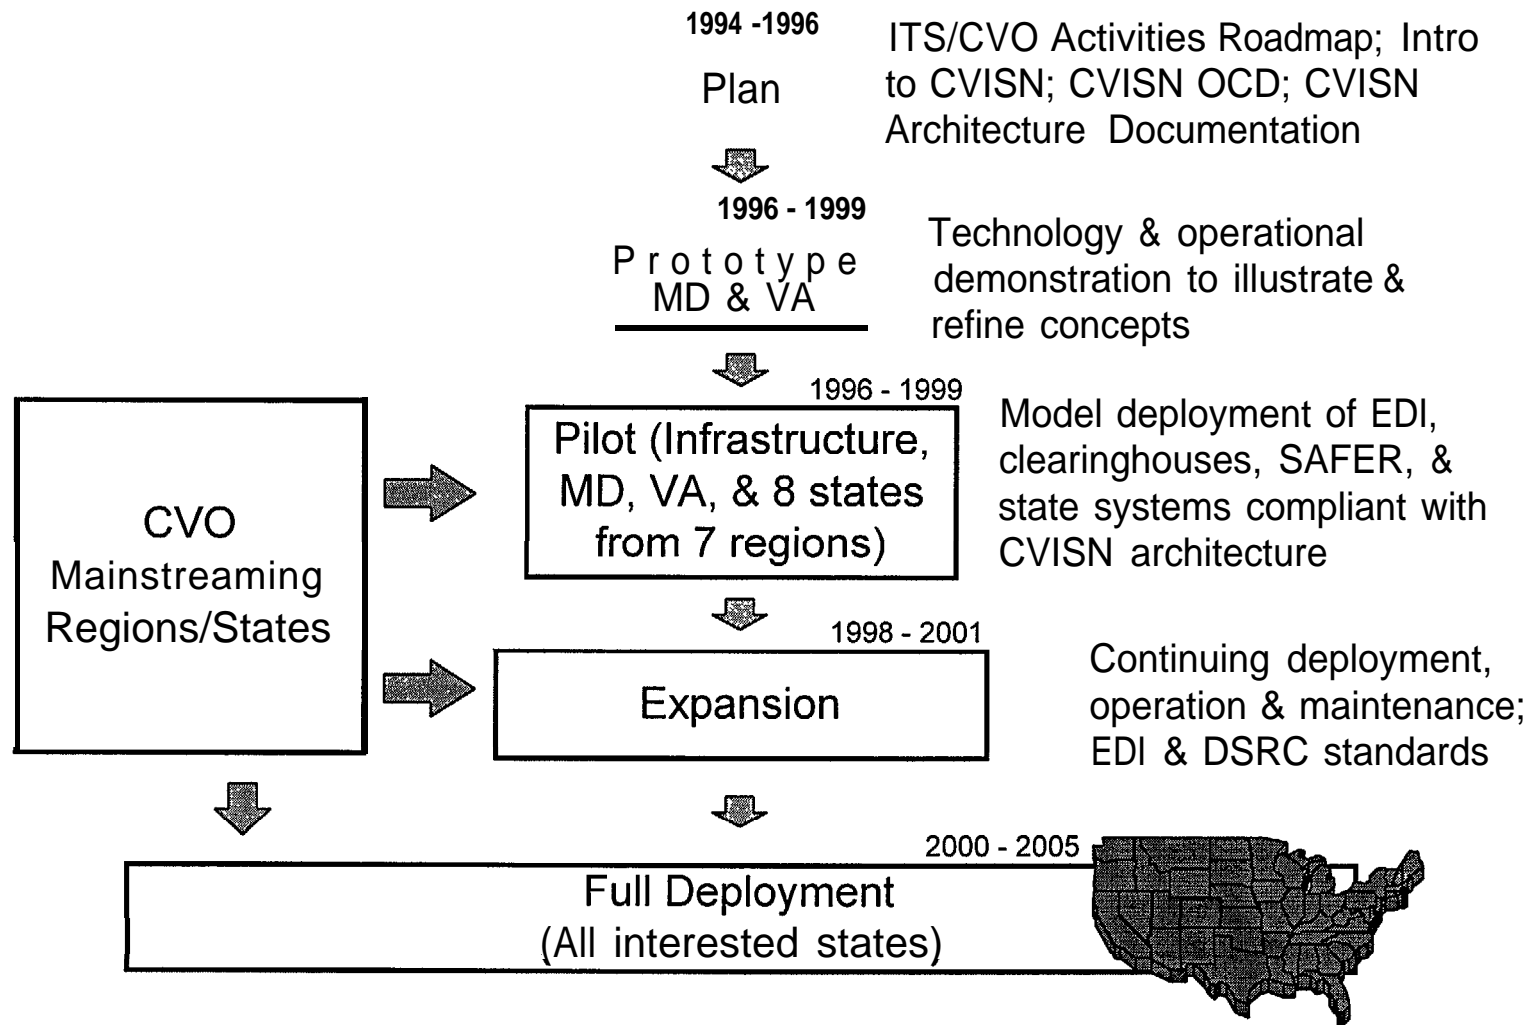 1994 -1996
Plan
ITS/CVO Activities Roadmap; Intro
to CVISN; CVISN OCD; CVISN
Architecture Documentation
1996 - 1999
Prototype
MD & VA
Technology & operational
demonstration to illustrate &
refine concepts
1996 - 1999
Pilot (Infrastructure,
MD, VA, & 8 states
from 7 regions)
Model deployment of EDI,
clearinghouses, SAFER, &
state systems compliant with
CVISN architecture
CVO
Mainstreaming
Regions/States
1998 - 2001
Expansion
Continuing deployment,
operation & maintenance;
EDI & DSRC standards
2000 - 2005
Full Deployment
(All interested states)